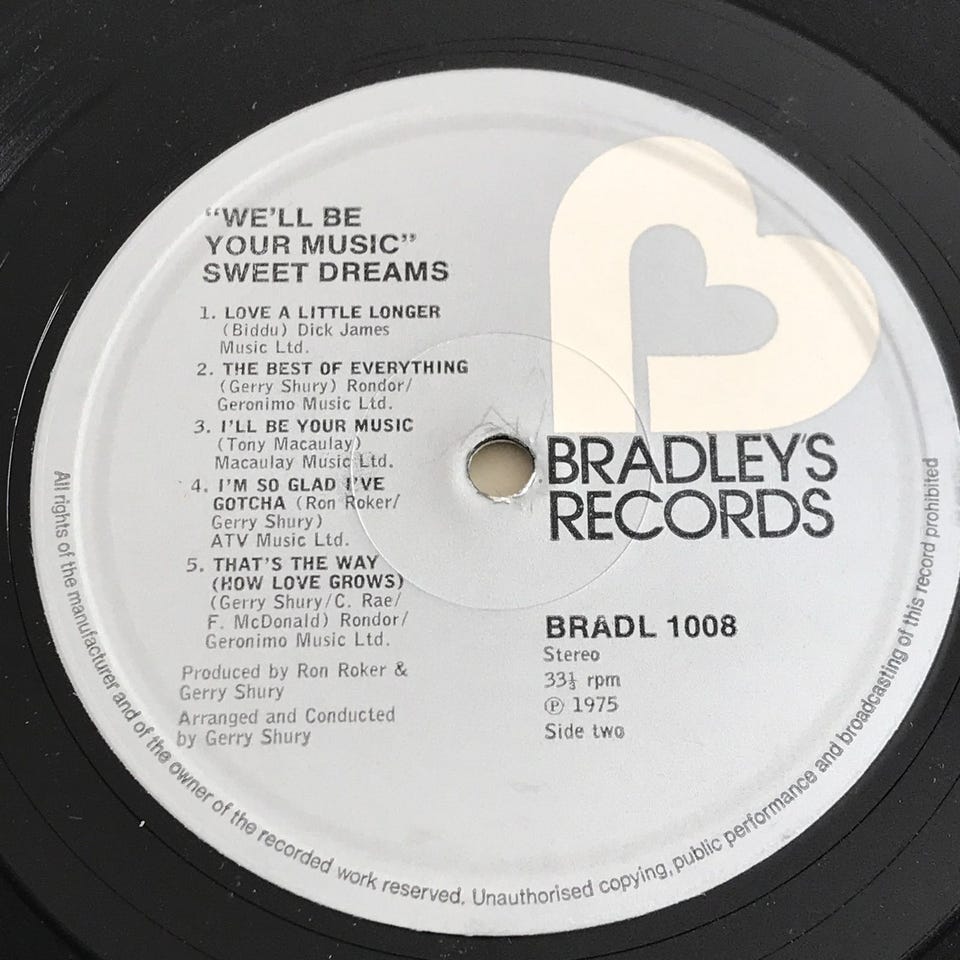 "WE'LL BE
YOUR MUSIC"
SWEET DREAMS
1. LOVE A LITTLE LONGER
(Biddu) Dick James
Music Ltd.
2. THE BEST OF EVERYTHING
(Gerry Shury) Rondor/
Geronimo Music Ltd.
3. I'LL BE YOUR MUSIC
(Tony Macaulay)
Macaulay Music Ltd.
4. I'M SO GLAD I'VE
GOTCHA (Ron Roker/
Gerry Shury)
ATV Music Ltd.
5. THAT'S THE WAY
(HOW LOVE GROWS)
(Gerry Shury/C. Rae/
F. McDonald) Rondor/
Geronimo Music Ltd.
Produced by Ron Roker &
Gerry Shury
Arranged and Conducted
by Gerry Shury
BRADLEY'S
RECORDS
BRADL 1008
Stereo
33⅓ rpm
℗ 1975
Side two
All rights of the manufacturer and of the owner of the recorded work reserved. Unauthorised copying, public performance and broadcasting of this record prohibited